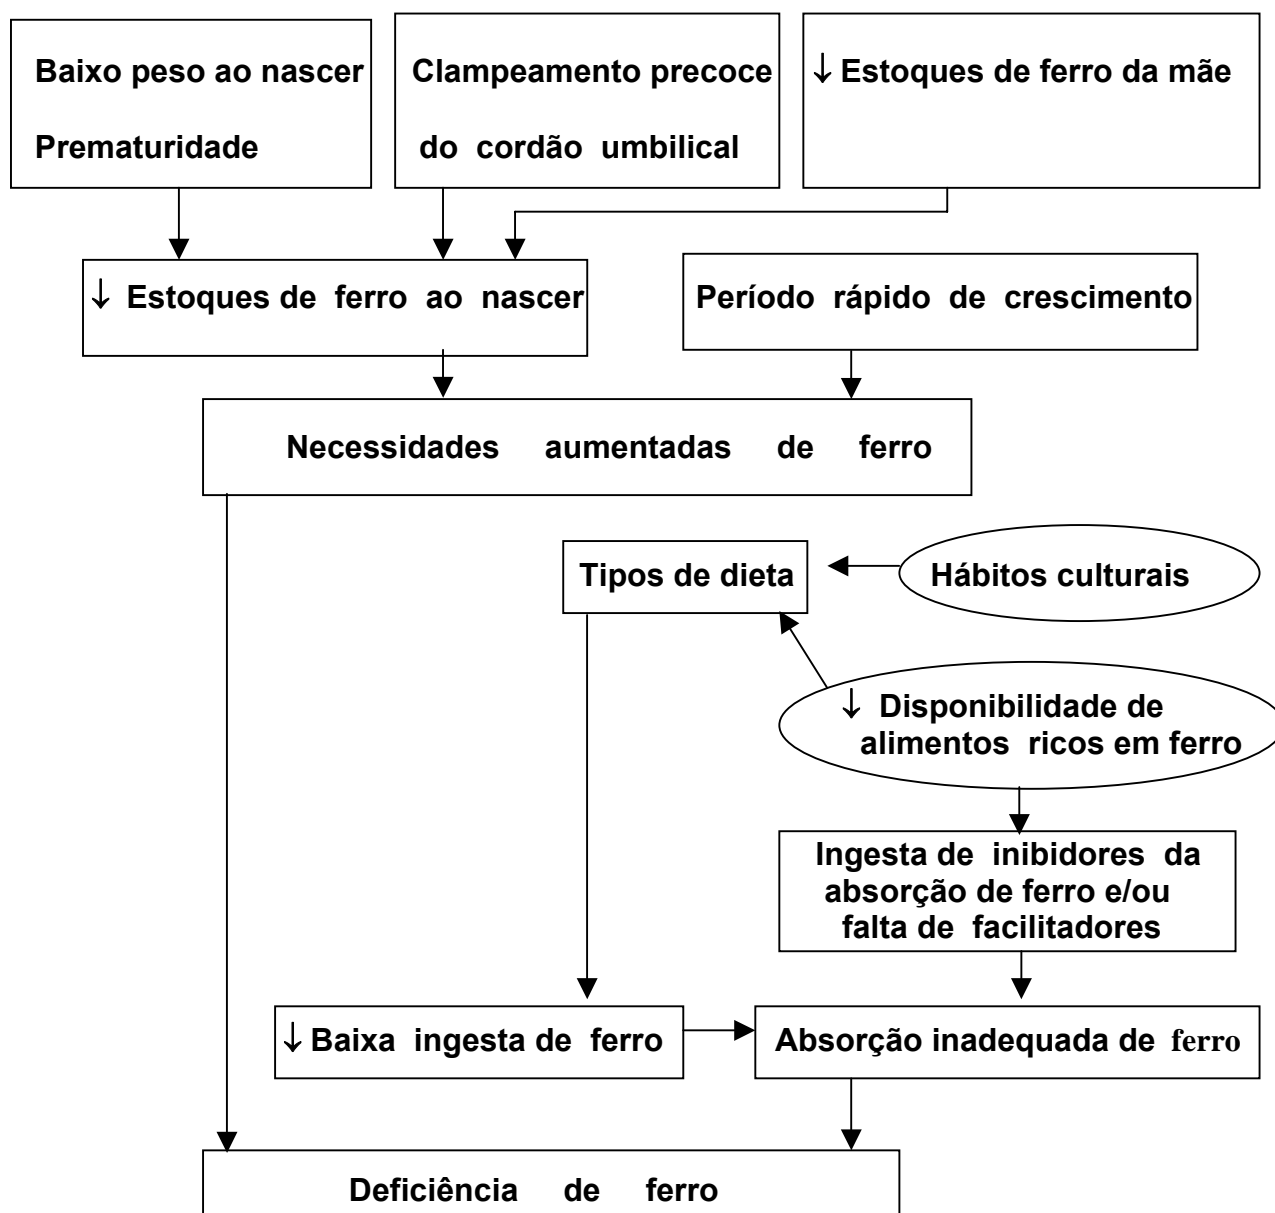 Baixo peso ao nascer
Prematuridade
Clampeamento precoce
do cordão umbilical
↓ Estoques de ferro da mãe
↓ Estoques de ferro ao nascer
Período rápido de crescimento
Necessidades aumentadas de ferro
Tipos de dieta
Hábitos culturais
↓ Disponibilidade de
alimentos ricos em ferro
Ingesta de inibidores da
absorção de ferro e/ou
falta de facilitadores
↓ Baixa ingesta de ferro
Absorção inadequada de ferro
Deficiência de ferro